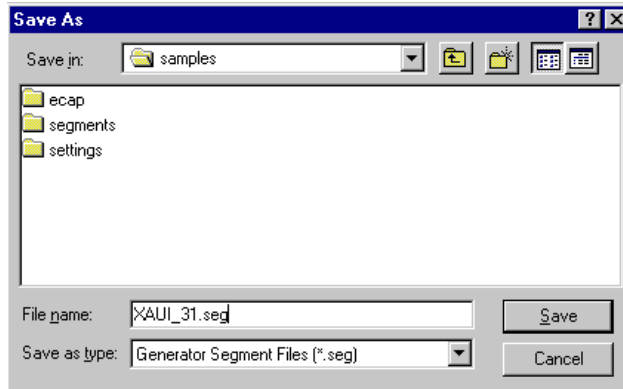 Save As
Save in: samples
ecap
segments
settings
File name: XAUI_31.seg Save
Save as type: Generator Segment Files (*.seg) Cancel